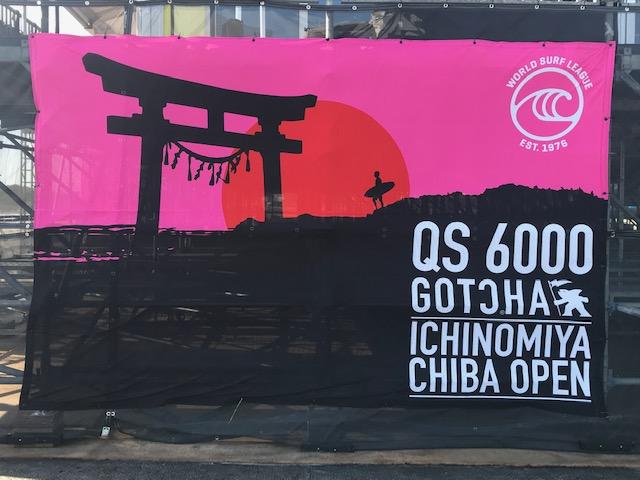 WORLD SURF LEAGUE
EST. 1976
QS 6000
GOTCHA
ICHINOMIYA
CHIBA OPEN